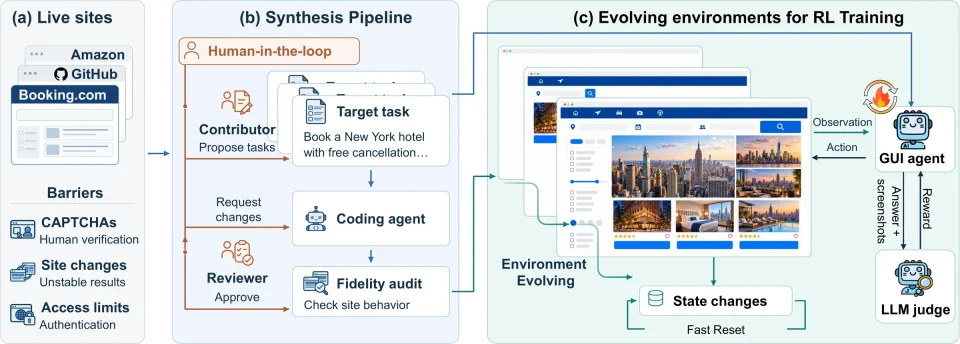 (a) Live sites
Amazon
GitHub
Booking.com
Barriers
CAPTCHAs
Human verification
Site changes
Unstable results
Access limits
Authentication
(b) Synthesis Pipeline
Human-in-the-loop
Contributor
Propose tasks
Target task
Book a New York hotel
with free cancellation…
Request
changes
Coding agent
Reviewer
Approve
Fidelity audit
Check site behavior
(c) Evolving environments for RL Training
Environment
Evolving
State changes
Fast Reset
Observation
Action
GUI agent
Answer +
screenshots
Reward
LLM judge